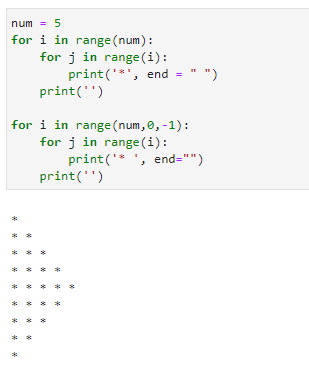 num = 5
for i in range(num):
    for j in range(i):
        print('*', end = " ")
    print('')

for i in range(num,0,-1):
    for j in range(i):
        print('* ', end="")
    print('')

*
* *
* * *
* * * *
* * * * *
* * * *
* * *
* *
*